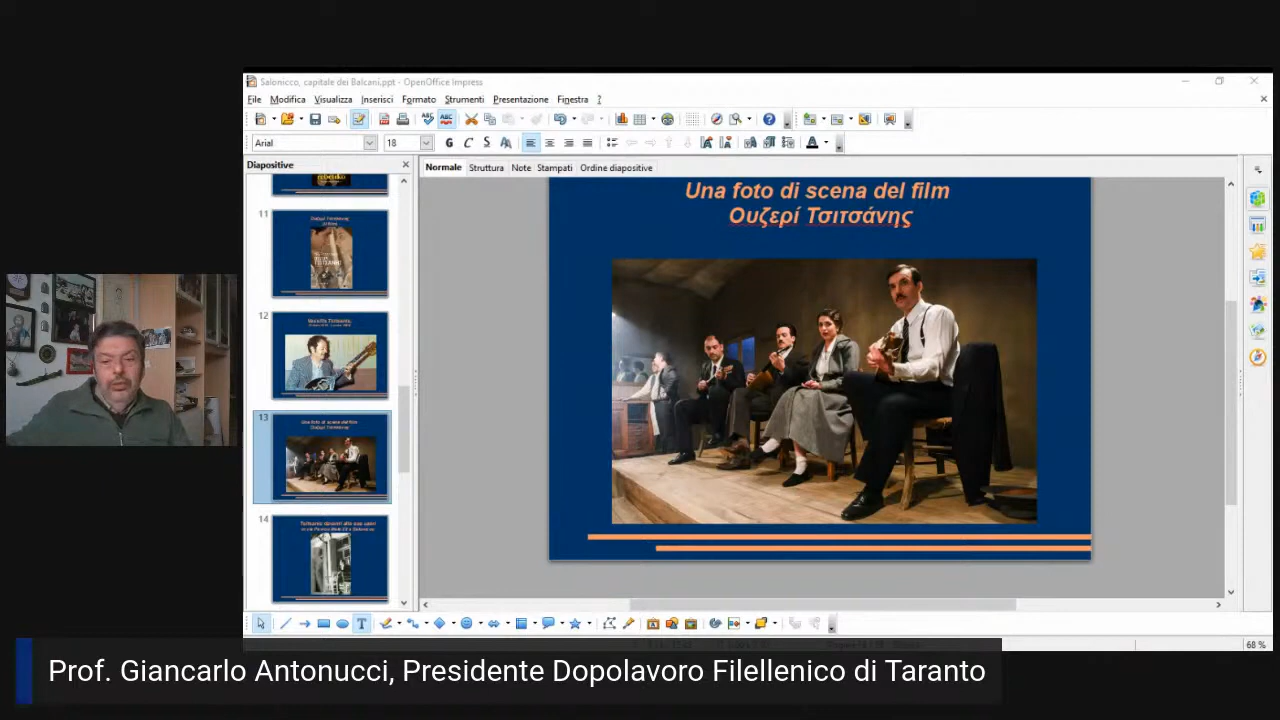 Salonicco, capitale dei Balcani.ppt - OpenOffice Impress
File Modifica Visualizza Inserisci Formato Strumenti Presentazione Finestra ?
Arial 18
Diapositive
Normale Struttura Note Stampati Ordine diapositive
11
12
13
14
Una foto di scena del film
Ουζερί Τσιτσάνης
68 %
Prof. Giancarlo Antonucci, Presidente Dopolavoro Filellenico di Taranto